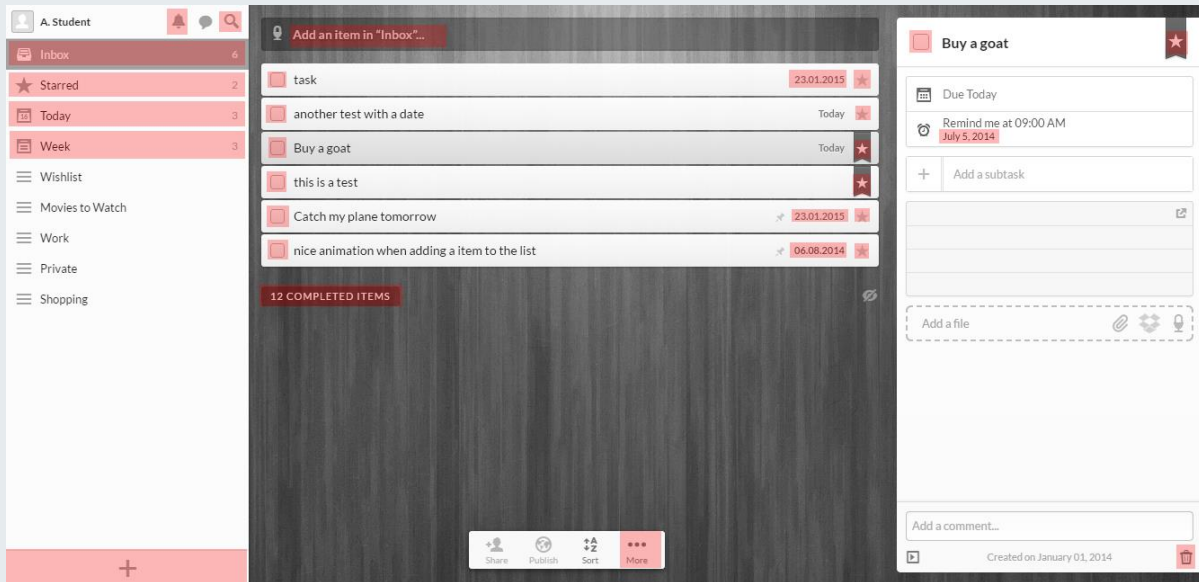 A. Student
Inbox 6
Starred 2
Today 3
Week 3
Wishlist
Movies to Watch
Work
Private
Shopping
Add an item in “Inbox”...
task 23.01.2015
another test with a date Today
Buy a goat Today
this is a test
Catch my plane tomorrow 23.01.2015
nice animation when adding a item to the list 06.08.2014
12 COMPLETED ITEMS
Share Publish Sort More
Buy a goat
Due Today
Remind me at 09:00 AM
July 5, 2014
Add a subtask
Add a file
Add a comment...
Created on January 01, 2014